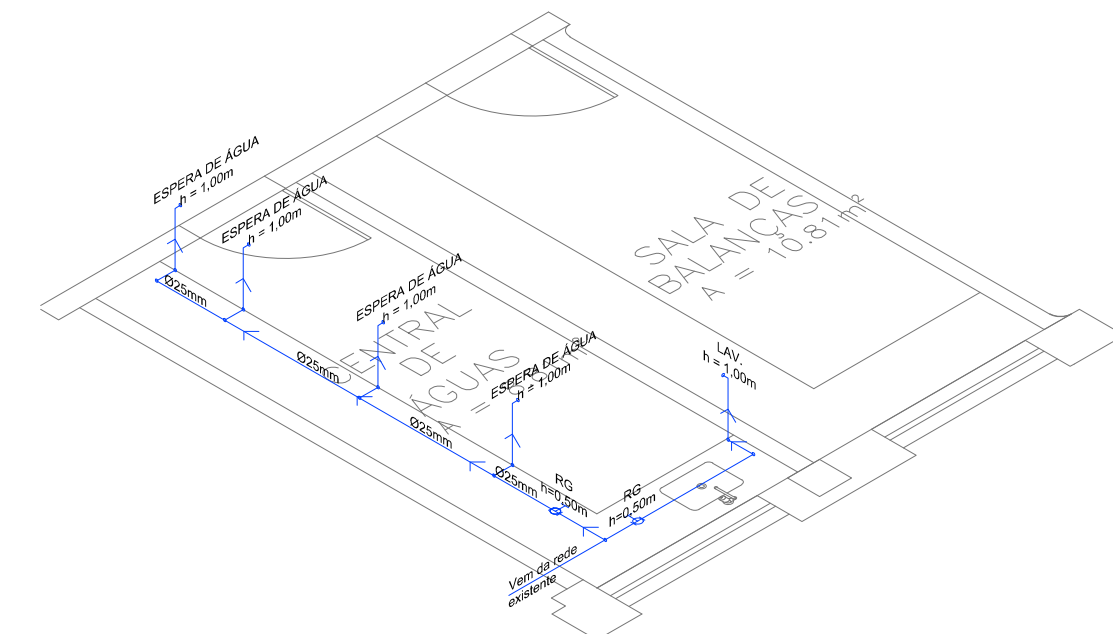 ESPERA DE ÁGUA
h = 1,00m
ESPERA DE ÁGUA
h = 1,00m
ESPERA DE ÁGUA
h = 1,00m
ESPERA DE ÁGUA
h = 1,00m
LAV.
h = 1,00m
SALA DE
BALANÇAS
A = 10.81m²
CENTRAL
DE
ÁGUAS
A =
Ø25mm
Ø25mm
Ø25mm
Ø25mm
RG
h=0,50m
RG
h=0,50m
Vem da rede
existente